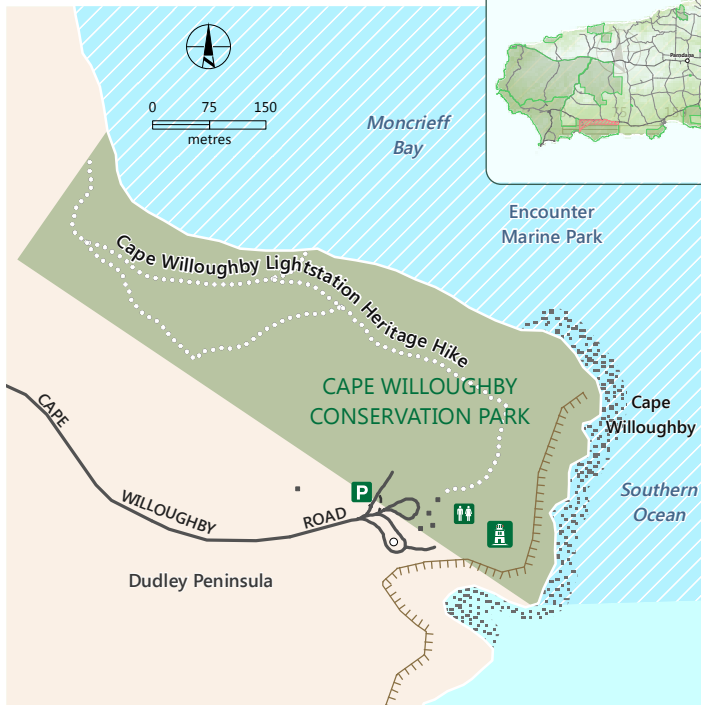 0 75 150
metres
Moncrieff
Bay
Parndana
Encounter
Marine Park
Cape Willoughby Lightstation Heritage Hike
CAPE WILLOUGHBY
CONSERVATION PARK
Cape
Willoughby
Southern
Ocean
CAPE
WILLOUGHBY
ROAD
P
Dudley Peninsula